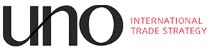 uno
INTERNATIONAL
TRADE STRATEGY